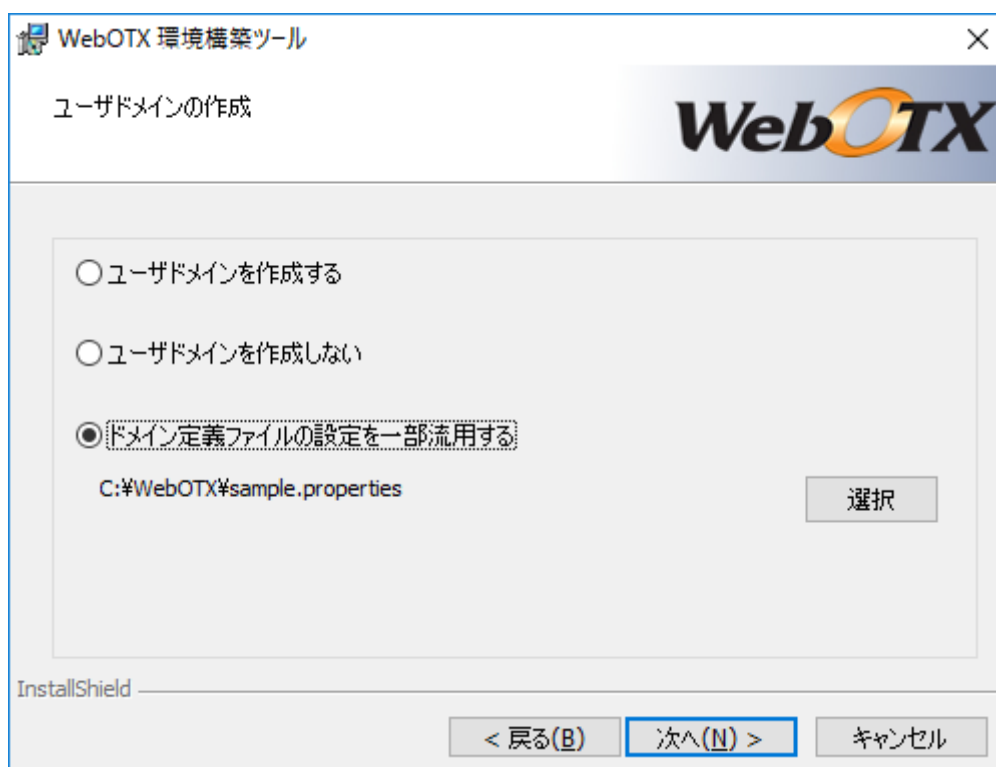 WebOTX 環境構築ツール
ユーザドメインの作成
WebOTX
ユーザドメインを作成する
ユーザドメインを作成しない
ドメイン定義ファイルの設定を一部流用する
C:¥WebOTX¥sample.properties
選択
InstallShield
< 戻る(B)
次へ(N) >
キャンセル